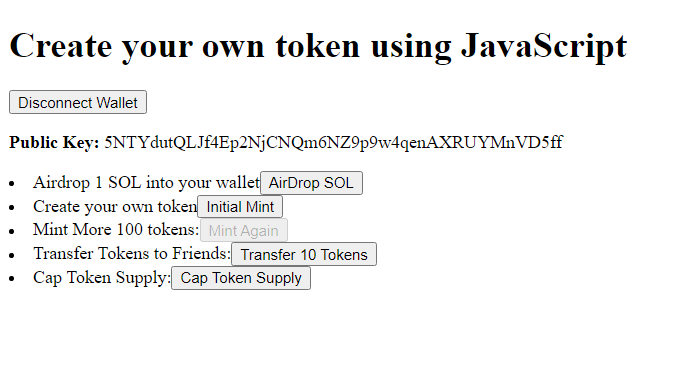 Create your own token using JavaScript
Disconnect Wallet
Public Key: 5NTYdutQLJf4Ep2NjCNQm6NZ9p9w4qenAXRUYMnVD5ff
Airdrop 1 SOL into your wallet AirDrop SOL
Create your own token Initial Mint
Mint More 100 tokens: Mint Again
Transfer Tokens to Friends: Transfer 10 Tokens
Cap Token Supply: Cap Token Supply